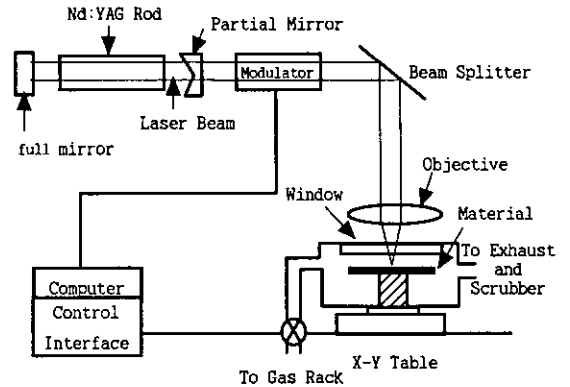 Nd:YAG Rod
Partial Mirror
Modulator
Beam Splitter
Laser Beam
full mirror
Objective
Window
Material
To Exhaust
and
Scrubber
Computer
Control
Interface
X-Y Table
To Gas Rack